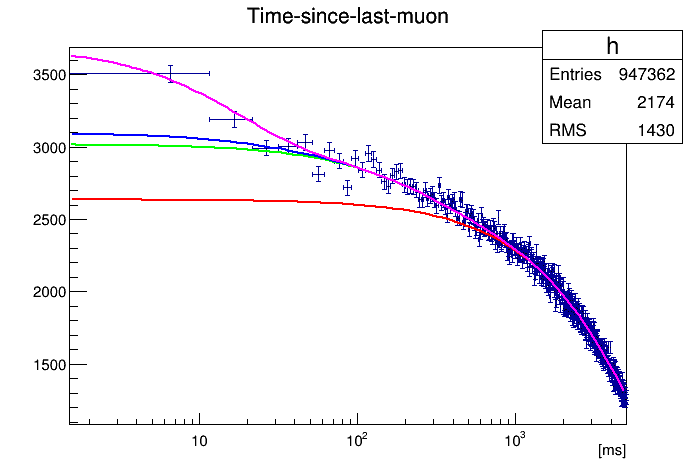 Time-since-last-muon
h
Entries 947362
Mean 2174
RMS 1430
3500
3000
2500
2000
1500
10
10²
10³
[ms]